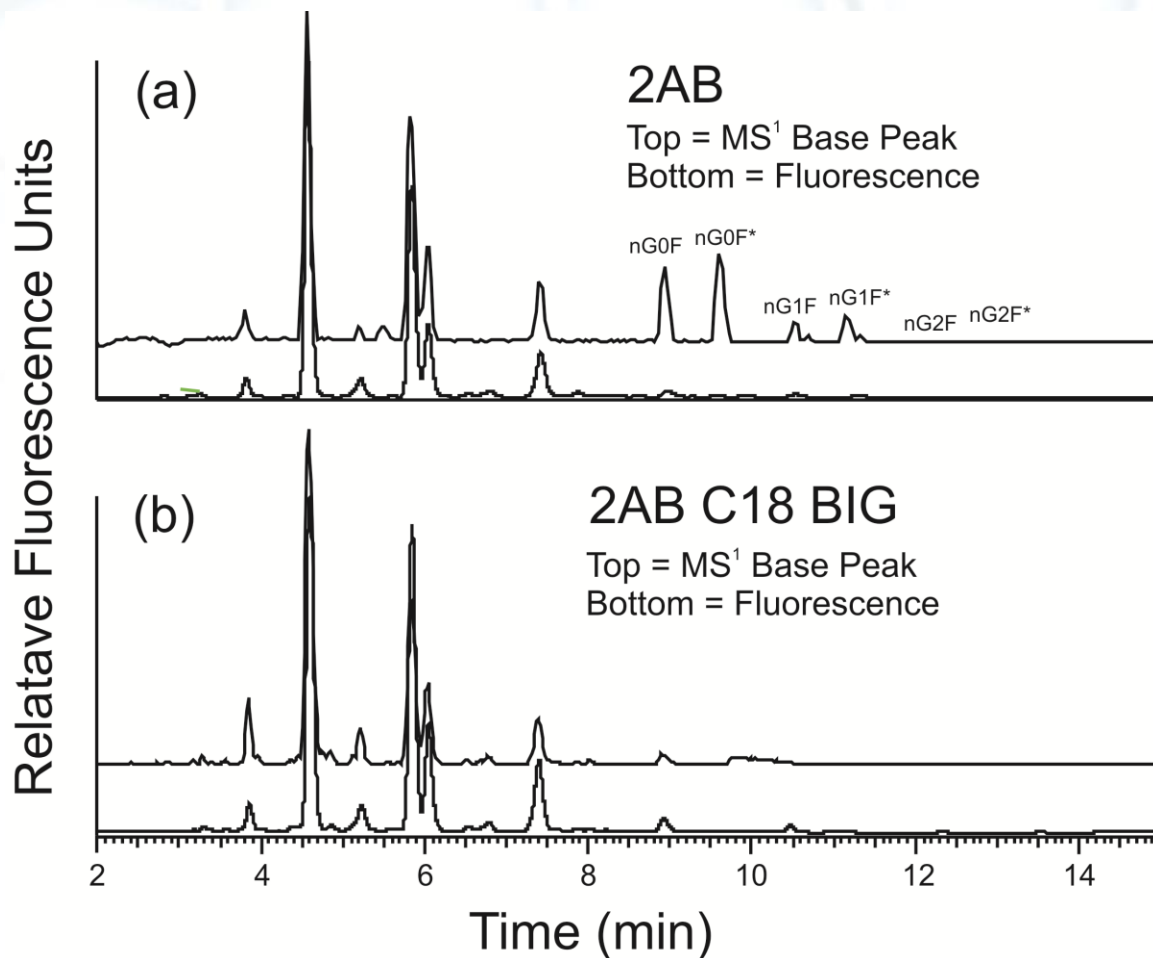 (a)
2AB
Top = MS¹ Base Peak
Bottom = Fluorescence
nG0F
nG0F*
nG1F
nG1F*
nG2F
nG2F*
(b)
2AB C18 BIG
Top = MS¹ Base Peak
Bottom = Fluorescence
Relatave Fluorescence Units
2 4 6 8 10 12 14
Time (min)